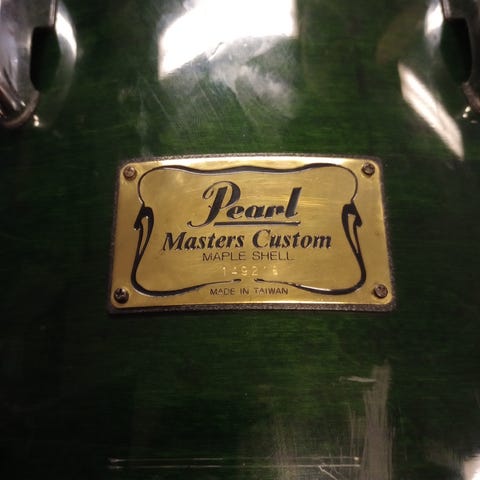 Pearl
Masters Custom
MAPLE SHELL
MADE IN TAIWAN